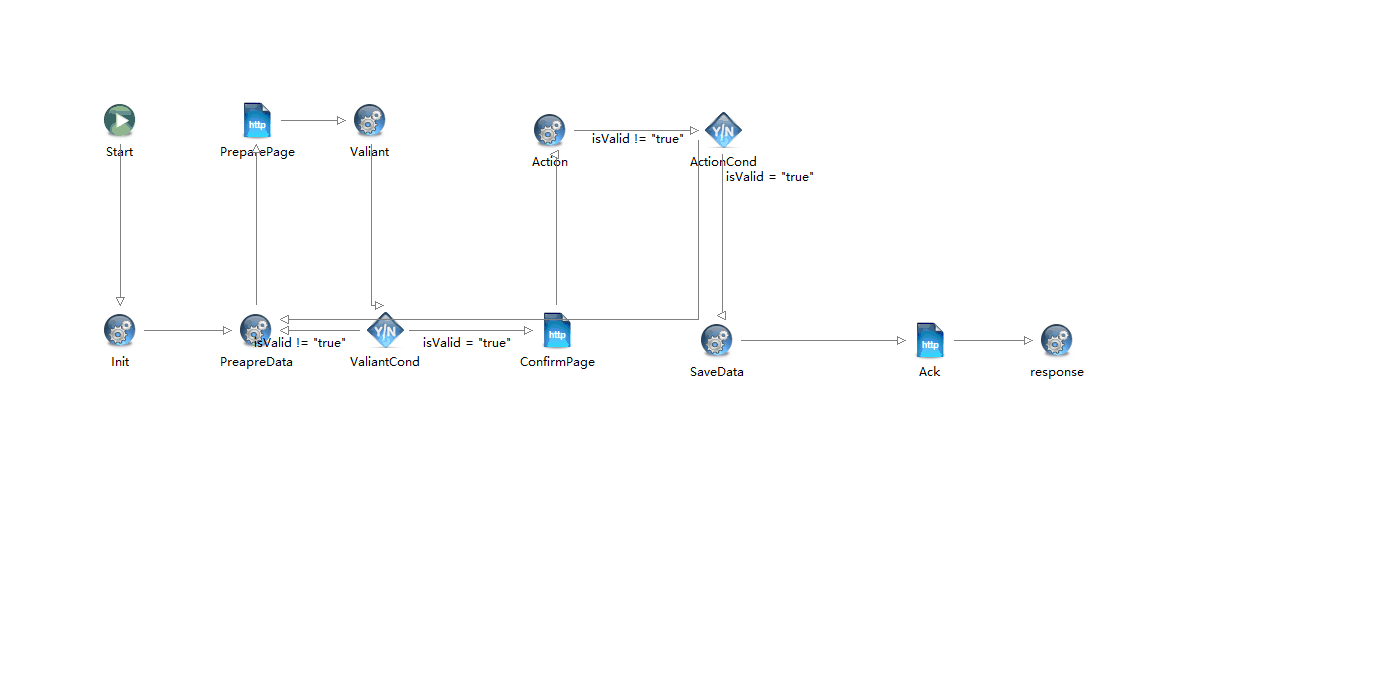 http
Y/N
Start
PreparePage
Valiant
isValid != "true"
Action
ActionCond
isValid = "true"
http
http
Y/N
isValid != "true"
isValid = "true"
Init
PreapreData
ValiantCond
ConfirmPage
SaveData
Ack
response